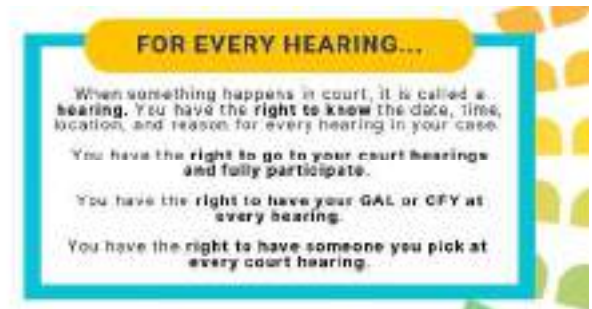 FOR EVERY HEARING...
When something happens in court, it is called a
hearing. You have the right to know the date, time,
location, and reason for every hearing in your case.
You have the right to go to your court hearings
and fully participate.
You have the right to have your GAL or CFY at
every hearing.
You have the right to have someone you pick at
every court hearing.